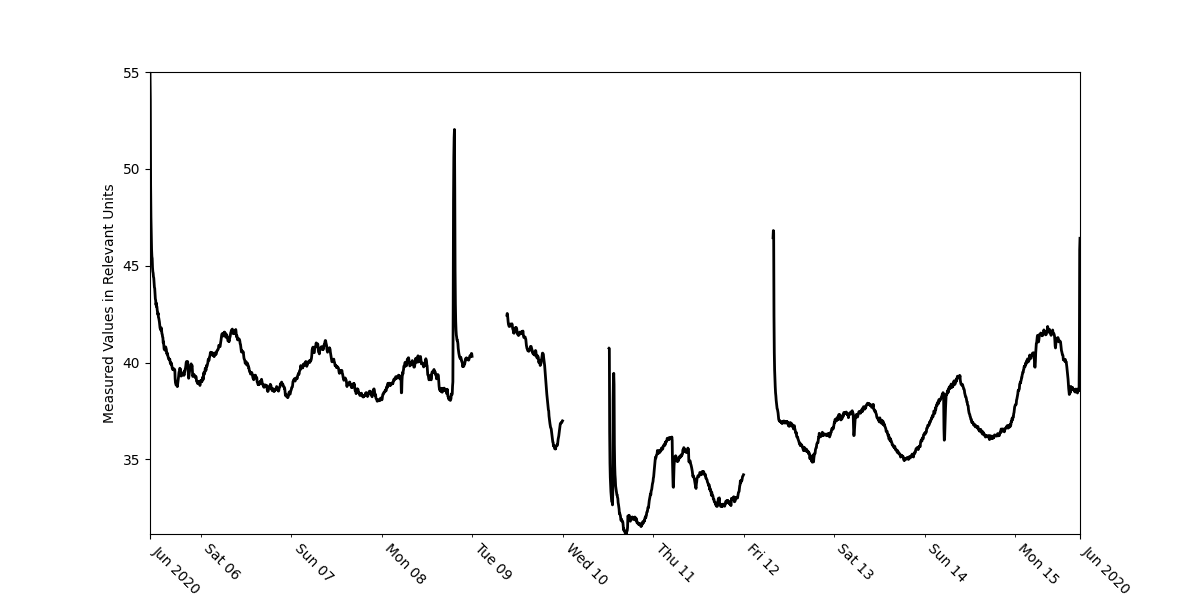 55
50
45
40
35
Measured Values in Relevant Units
Jun 2020
Sat 06
Sun 07
Mon 08
Tue 09
Wed 10
Thu 11
Fri 12
Sat 13
Sun 14
Mon 15
Jun 2020